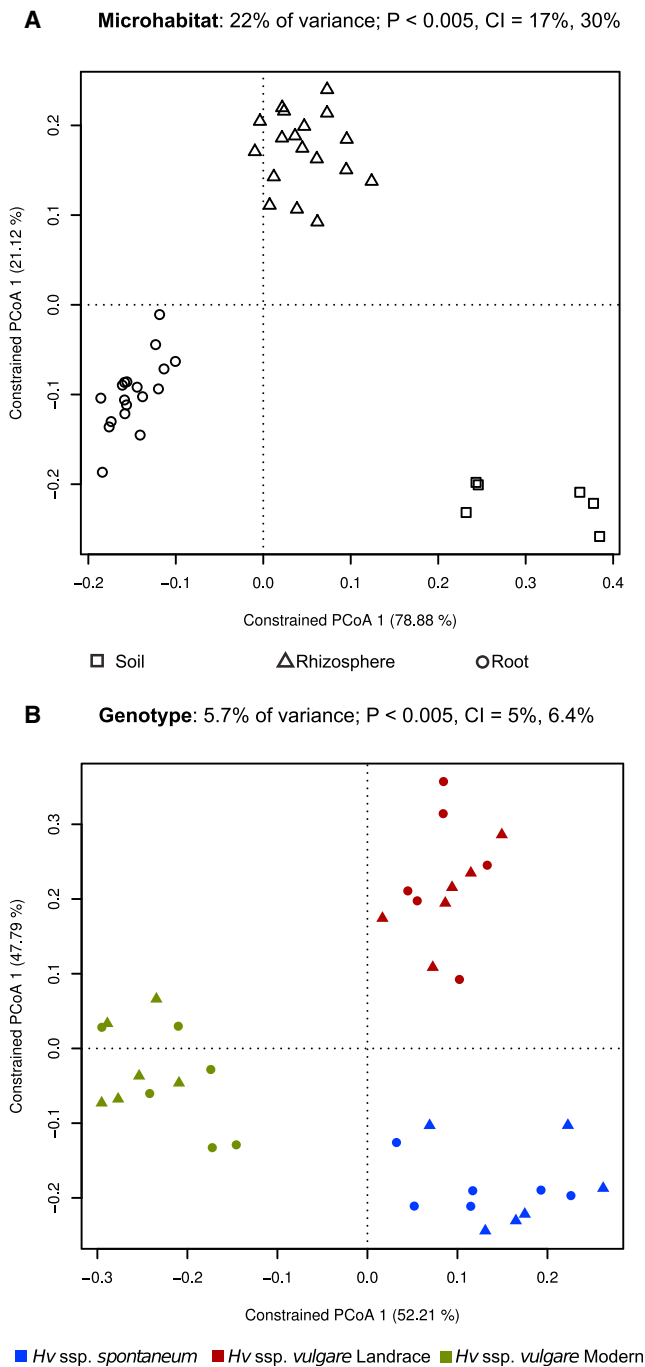 A Microhabitat: 22% of variance; P < 0.005, CI = 17%, 30%
Constrained PCoA 1 (21.12 %)
0.2
0.1
0.0
−0.1
−0.2
−0.2 −0.1 0.0 0.1 0.2 0.3 0.4
Constrained PCoA 1 (78.88 %)
Soil Rhizosphere Root
B Genotype: 5.7% of variance; P < 0.005, CI = 5%, 6.4%
Constrained PCoA 1 (47.79 %)
0.3
0.2
0.1
0.0
−0.1
−0.2
−0.3 −0.2 −0.1 0.0 0.1 0.2
Constrained PCoA 1 (52.21 %)
Hv ssp. spontaneum Hv ssp. vulgare Landrace Hv ssp. vulgare Modern